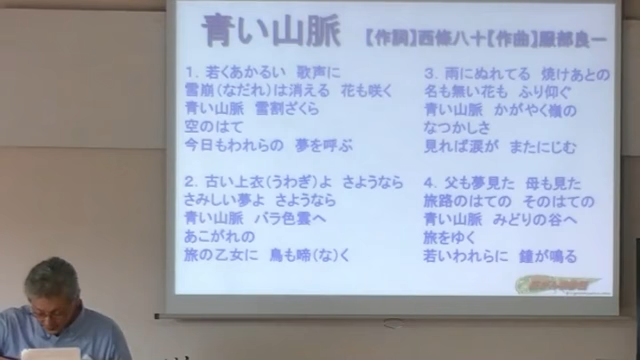 青い山脈 【作詞】西條八十【作曲】服部良一
1．若くあかるい 歌声に
雪崩（なだれ）は消える 花も咲く
青い山脈 雪割ざくら
空のはて
今日もわれらの 夢を呼ぶ
2．古い上衣（うわぎ）よ さようなら
さみしい夢よ さようなら
青い山脈 バラ色雲へ
あこがれの
旅の乙女に 鳥も啼（な）く
3．雨にぬれてる 焼けあとの
名も無い花も ふり仰ぐ
青い山脈 かがやく嶺の
なつかしさ
見れば涙が またにじむ
4．父も夢見た 母も見た
旅路のはての そのはての
青い山脈 みどりの谷へ
旅をゆく
若いわれらに 鐘が鳴る